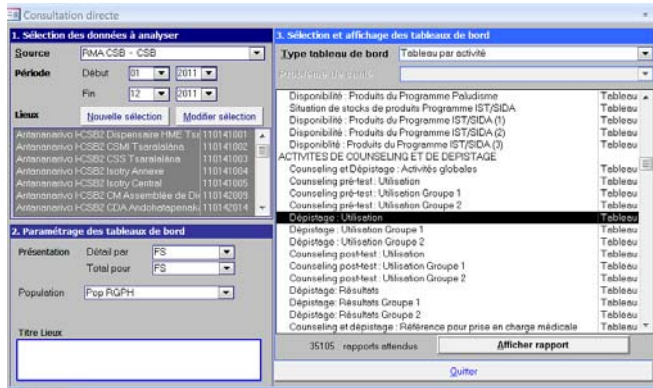 Consultation directe
1. Sélection des données à analyser
Source RMA CSB - CSB
Période Début 01 2011
Fin 12 2011
Lieux Nouvelle sélection Modifier sélection
Antananarivo I-CSB2 Dispensaire HME Tsa 110141001
Antananarivo I-CSB2 CSMI Tsaralalàna 110141002
Antananarivo I-CSB2 CSS Tsaralalàna 110141003
Antananarivo I-CSB2 Isotry Annexe 110141004
Antananarivo I-CSB2 Isotry Central 110141005
Antananarivo I-CSB2 CM Assemblée de Di 110142009
Antananarivo I-CSB2 CDA Andohatapenaka 110142014
2. Paramétrage des tableaux de bord
Présentation Détail par FS
Total pour FS
Population Pop RGPH
Titre Lieux
3. Sélection et affichage des tableaux de bord
Type tableau de bord Tableau par activité
Problème de santé
Disponibilité : Produits du Programme Paludisme Tableau
Situation de stocks de produits Programme IST/SIDA Tableau
Disponibilité : Produits du Programme IST/SIDA (1) Tableau
Disponibilité : Produits du Programme IST/SIDA (2) Tableau
Disponibilité : Produits du Programme IST/SIDA (3) Tableau
ACTIVITES DE COUNSELING ET DE DEPISTAGE
Counseling et Dépistage : Activités globales Tableau
Counseling pré-test : Utilisation Tableau
Counseling pré-test : Utilisation Groupe 1 Tableau
Counseling pré-test : Utilisation Groupe 2 Tableau
Dépistage : Utilisation Tableau
Dépistage : Utilisation Groupe 1 Tableau
Dépistage : Utilisation Groupe 2 Tableau
Counseling post-test : Utilisation Tableau
Counseling post-test : Utilisation Groupe 1 Tableau
Counseling post-test : Utilisation Groupe 2 Tableau
Dépistage: Résultats Tableau
Dépistage: Résultats Groupe 1 Tableau
Dépistage: Résultats Groupe 2 Tableau
Counseling et dépistage : Référence pour prise en charge médicale Tableau
35105 rapports attendus Afficher rapport
Quitter